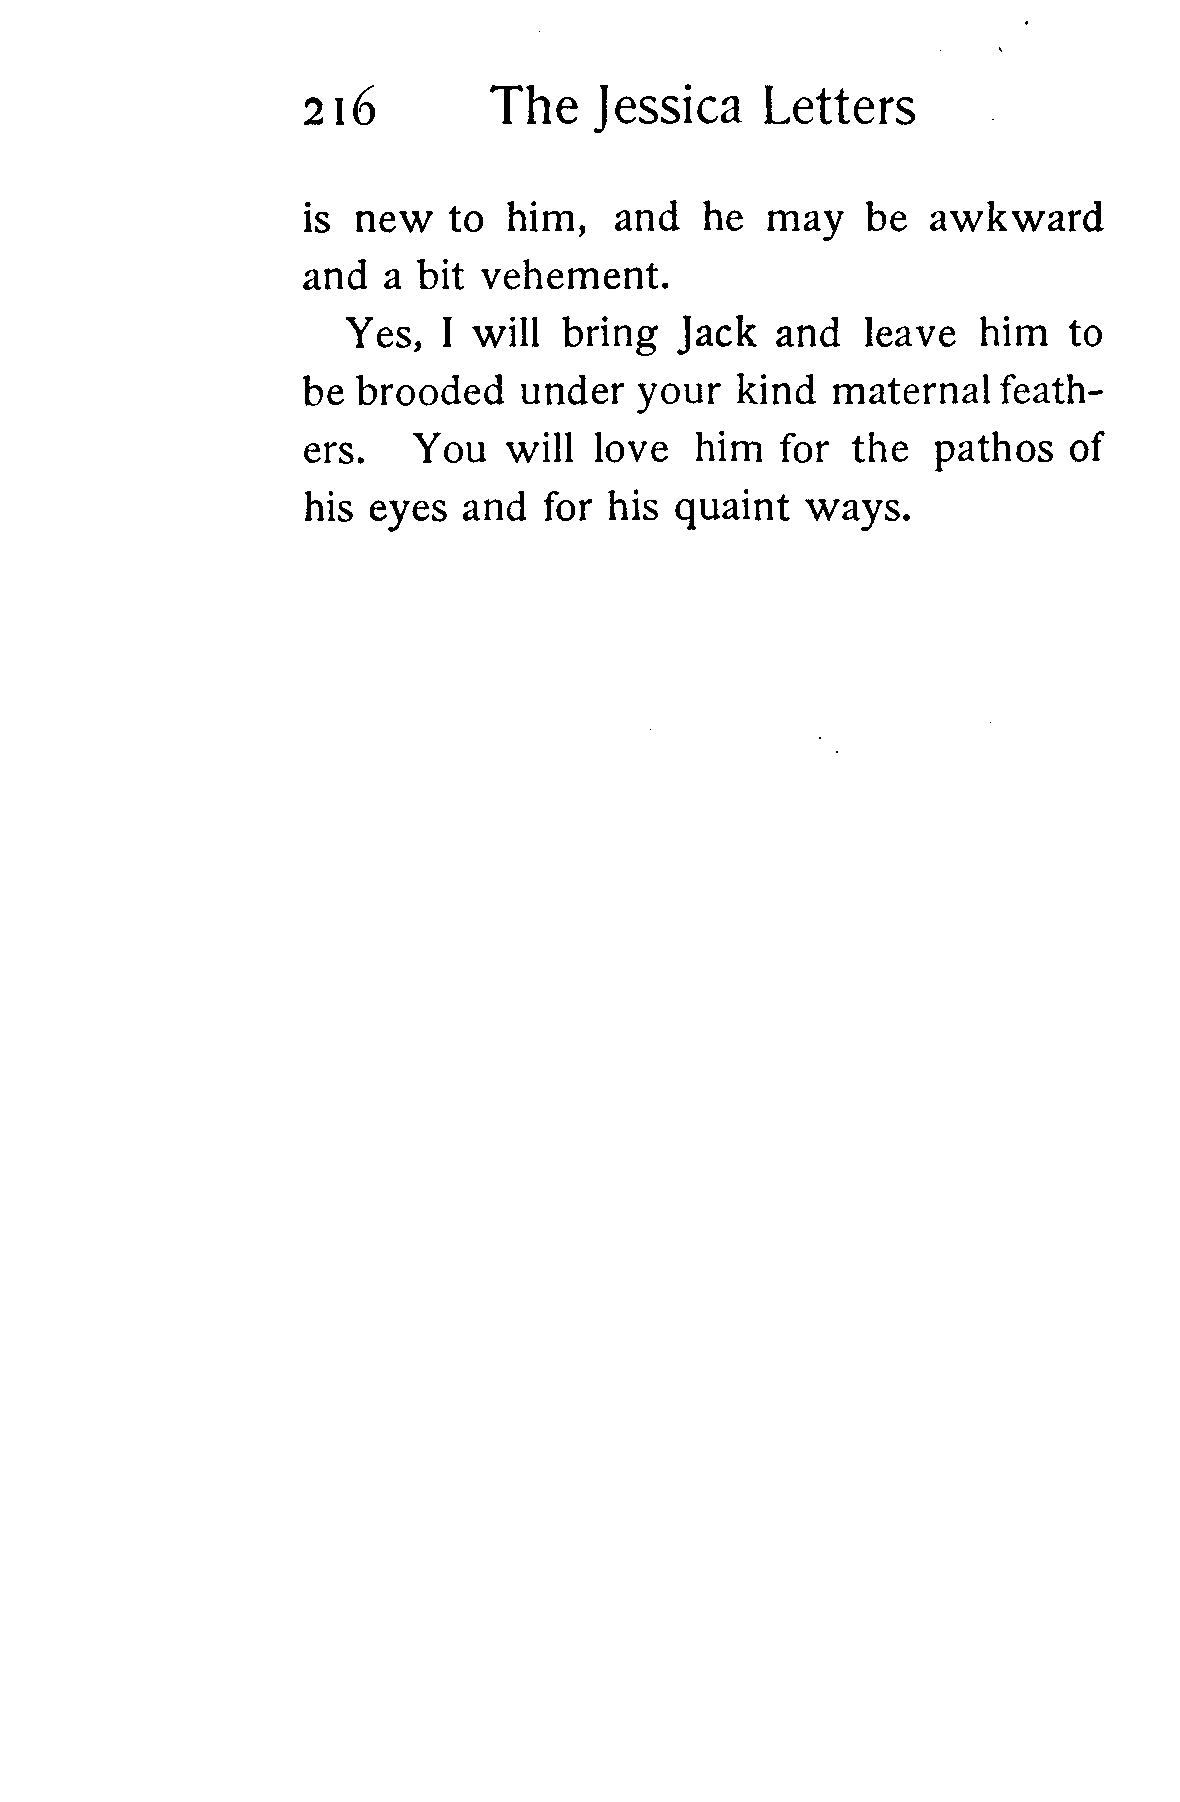 216 The Jessica Letters
is new to him, and he may be awkward
and a bit vehement.
Yes, I will bring Jack and leave him to
be brooded under your kind maternal feath-
ers. You will love him for the pathos of
his eyes and for his quaint ways.